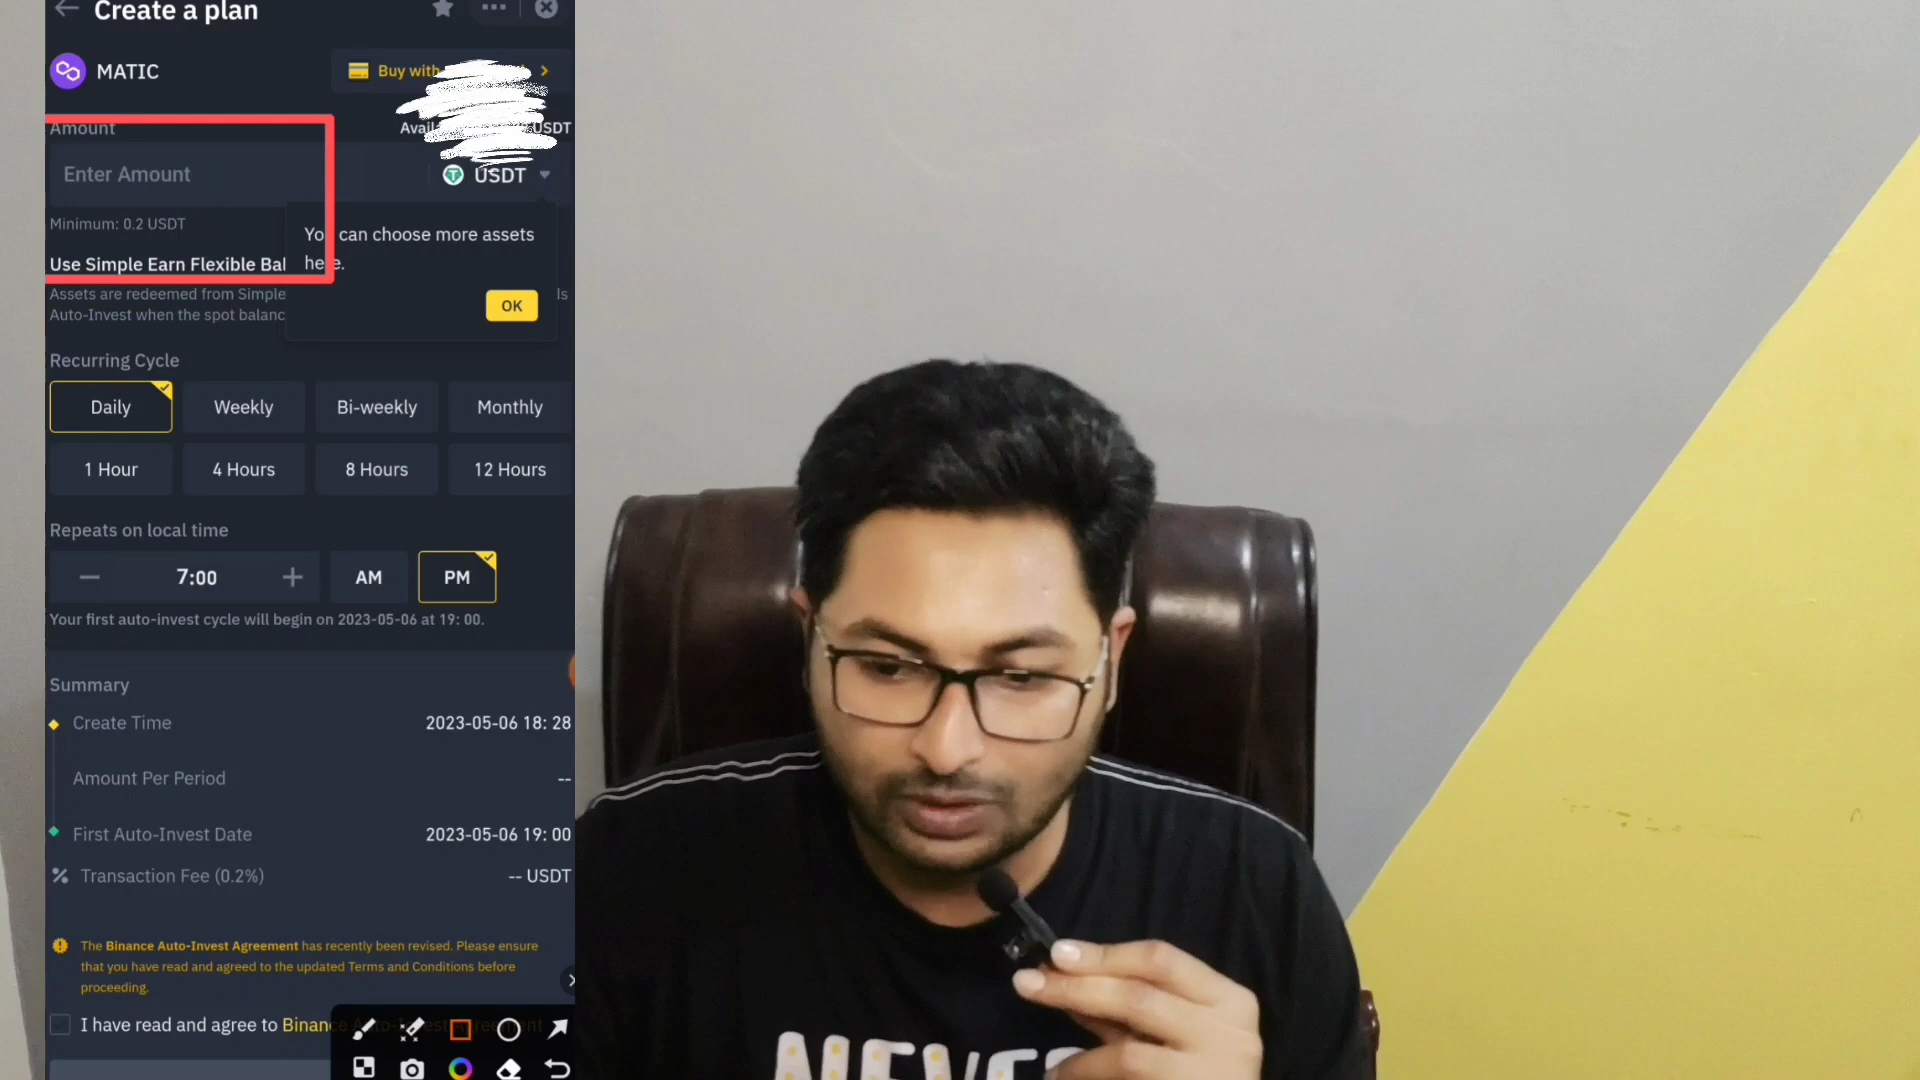 Create a plan
MATIC
Buy with
Amount
USDT
Enter Amount
USDT
Minimum: 0.2 USDT
You can choose more assets
here.
Use Simple Earn Flexible Bal
Assets are redeemed from Simple
Auto-Invest when the spot balanc
OK
Recurring Cycle
Daily Weekly Bi-weekly Monthly
1 Hour 4 Hours 8 Hours 12 Hours
Repeats on local time
− 7:00 + AM PM
Your first auto-invest cycle will begin on 2023-05-06 at 19: 00.
Summary
Create Time 2023-05-06 18: 28
Amount Per Period --
First Auto-Invest Date 2023-05-06 19: 00
% Transaction Fee (0.2%) -- USDT
The Binance Auto-Invest Agreement has recently been revised. Please ensure
that you have read and agreed to the updated Terms and Conditions before
proceeding.
I have read and agree to Binance Auto-Invest Agreement